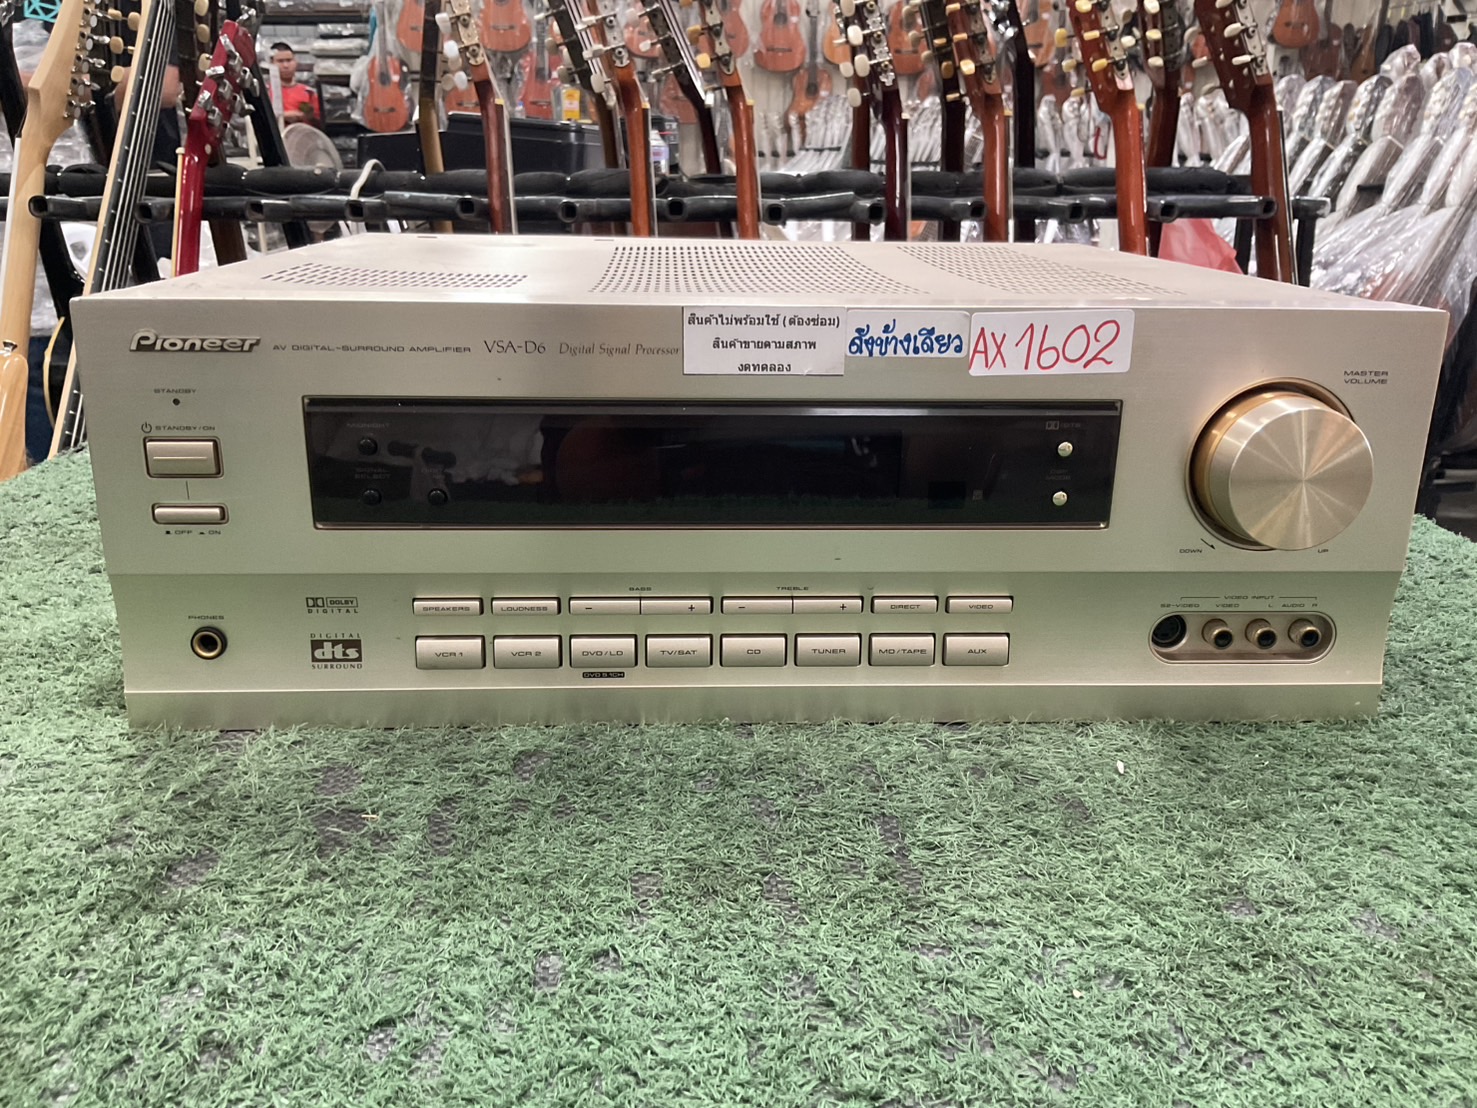 Pioneer
AV DIGITAL-SURROUND AMPLIFIER VSA-D6 Digital Signal Processor
สินค้าไม่พร้อมใช้ (ต้องซ่อม)
สินค้าขายตามสภาพ
งดทดลอง
ดังข้างเดียว
AX 1602
MASTER
VOLUME
STANDBY
STANDBY/ON
OFF ON
MIDNIGHT
SIGNAL
SELECT
DOWN UP
PHONES
DOLBY
DIGITAL
DIGITAL
dts
SURROUND
BASS TREBLE
SPEAKERS LOUDNESS − + − + DIRECT VIDEO
VCR 1 VCR 2 DVD/LD TV/SAT CD TUNER MD/TAPE AUX
DVD 5.1CH
VIDEO INPUT
S2-VIDEO VIDEO L AUDIO R